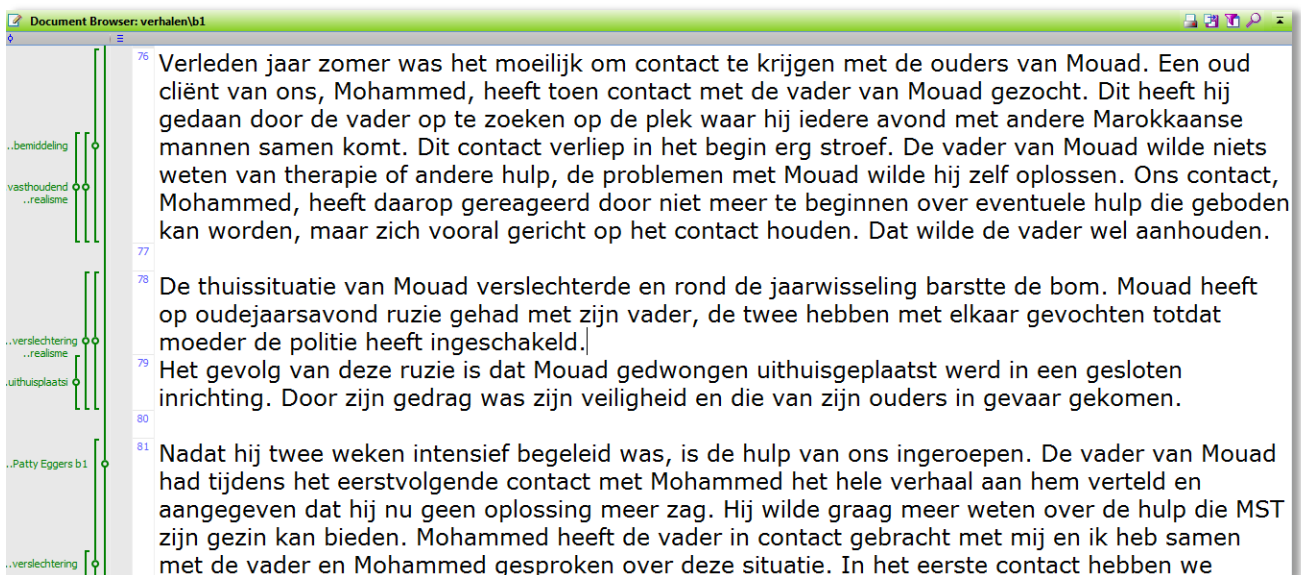 Document Browser: verhalen\b1
76 Verleden jaar zomer was het moeilijk om contact te krijgen met de ouders van Mouad. Een oud
cliënt van ons, Mohammed, heeft toen contact met de vader van Mouad gezocht. Dit heeft hij
gedaan door de vader op te zoeken op de plek waar hij iedere avond met andere Marokkaanse
..bemiddeling mannen samen komt. Dit contact verliep in het begin erg stroef. De vader van Mouad wilde niets
vasthoudend weten van therapie of andere hulp, de problemen met Mouad wilde hij zelf oplossen. Ons contact,
..realisme Mohammed, heeft daarop gereageerd door niet meer te beginnen over eventuele hulp die geboden
kan worden, maar zich vooral gericht op het contact houden. Dat wilde de vader wel aanhouden.
77
78 De thuissituatie van Mouad verslechterde en rond de jaarwisseling barstte de bom. Mouad heeft
op oudejaarsavond ruzie gehad met zijn vader, de twee hebben met elkaar gevochten totdat
..verslechtering moeder de politie heeft ingeschakeld.
..realisme
79 Het gevolg van deze ruzie is dat Mouad gedwongen uithuisgeplaatst werd in een gesloten
.uithuisplaatsi inrichting. Door zijn gedrag was zijn veiligheid en die van zijn ouders in gevaar gekomen.
80
81 Nadat hij twee weken intensief begeleid was, is de hulp van ons ingeroepen. De vader van Mouad
..Patty Eggers b1 had tijdens het eerstvolgende contact met Mohammed het hele verhaal aan hem verteld en
aangegeven dat hij nu geen oplossing meer zag. Hij wilde graag meer weten over de hulp die MST
zijn gezin kan bieden. Mohammed heeft de vader in contact gebracht met mij en ik heb samen
..verslechtering met de vader en Mohammed gesproken over deze situatie. In het eerste contact hebben we